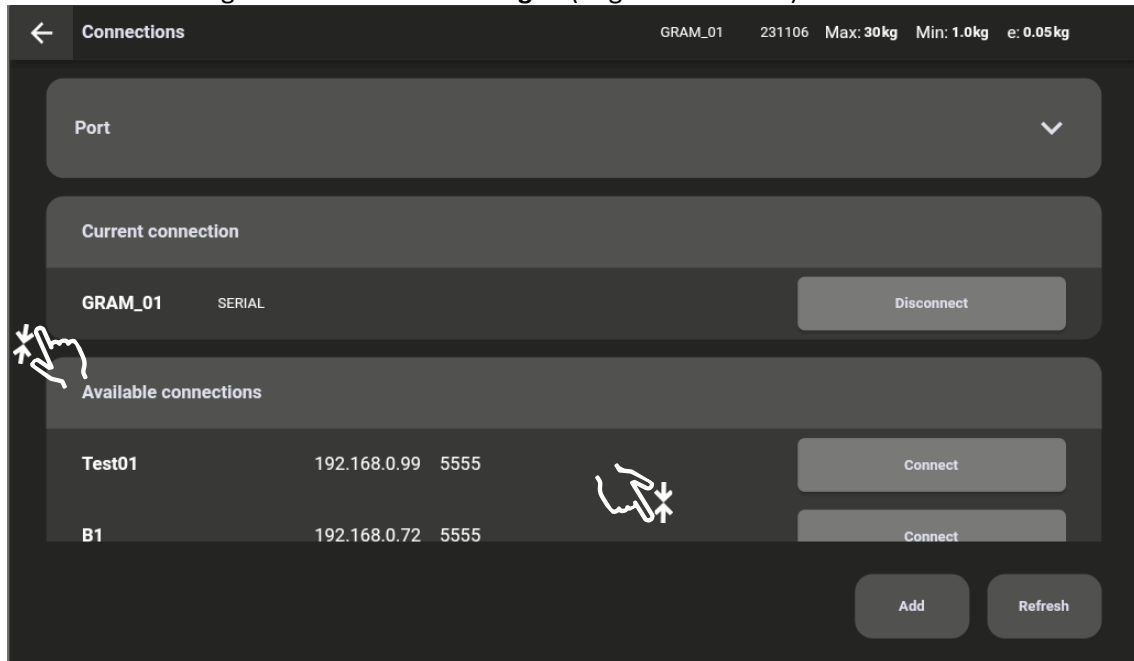 Connections GRAM_01 231106 Max: 30kg Min: 1.0kg e: 0.05kg
Port
Current connection
GRAM_01 SERIAL Disconnect
Available connections
Test01 192.168.0.99 5555 Connect
B1 192.168.0.72 5555 Connect
Add Refresh